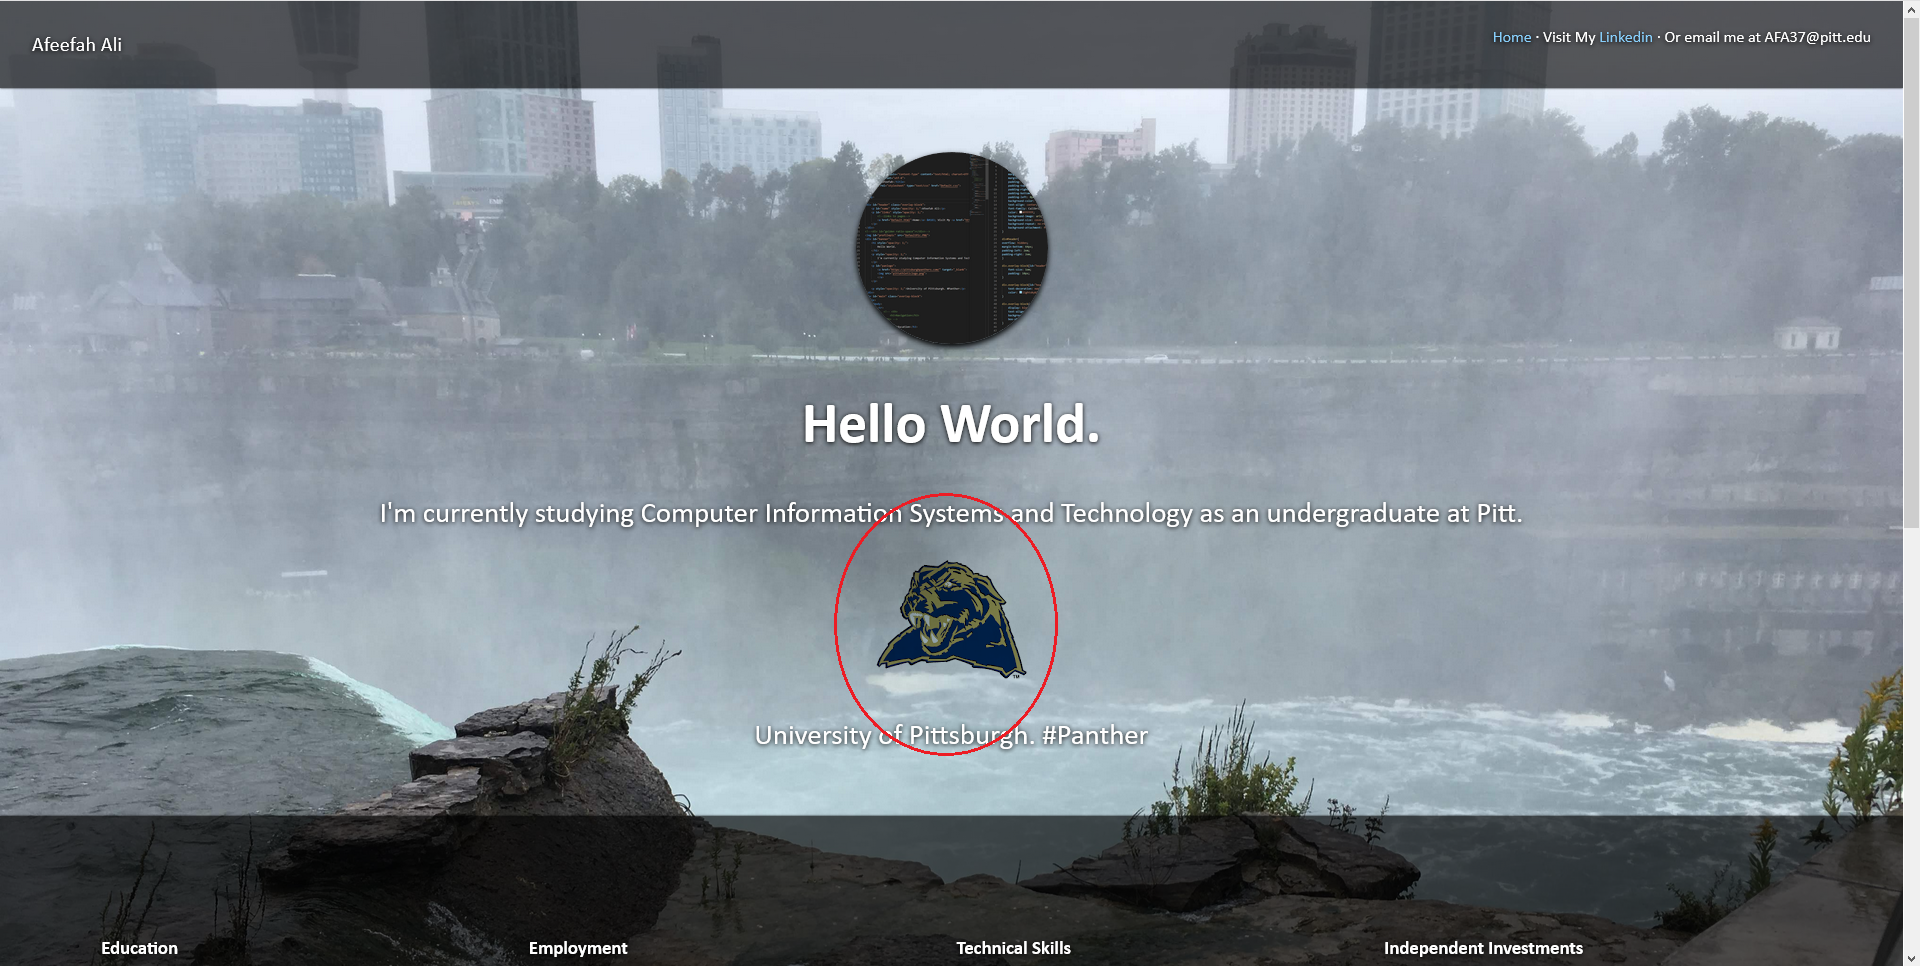 Afeefah Ali
Home · Visit My Linkedin · Or email me at AFA37@pitt.edu
Hello World.
I'm currently studying Computer Information Systems and Technology as an undergraduate at Pitt.
TM
University of Pittsburgh. #Panther
Education
Employment
Technical Skills
Independent Investments